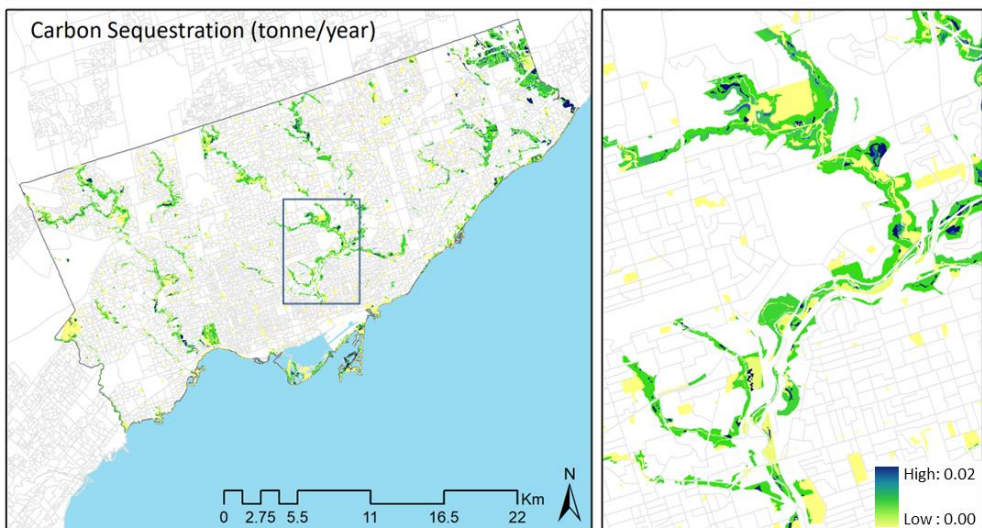 Carbon Sequestration (tonne/year)
N
Km
0 2.75 5.5 11 16.5 22
High: 0.02
Low : 0.00